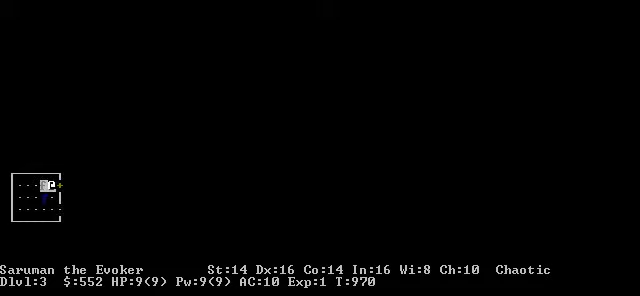 Saruman the Evoker St:14 Dx:16 Co:14 In:16 Wi:8 Ch:10 Chaotic
Dlvl:3 $:552 HP:9(9) Pw:9(9) AC:10 Exp:1 T:970